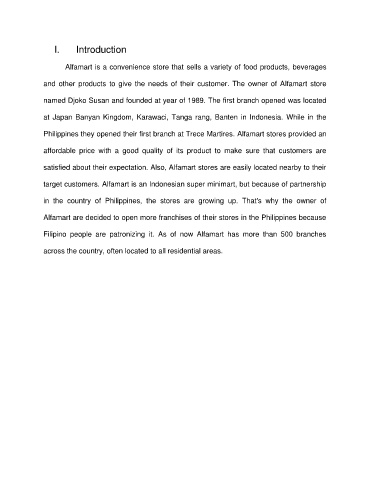 I. Introduction
Alfamart is a convenience store that sells a variety of food products, beverages
and other products to give the needs of their customer. The owner of Alfamart store
named Djoko Susan and founded at year of 1989. The first branch opened was located
at Japan Banyan Kingdom, Karawaci, Tanga rang, Banten in Indonesia. While in the
Philippines they opened their first branch at Trece Martires. Alfamart stores provided an
affordable price with a good quality of its product to make sure that customers are
satisfied about their expectation. Also, Alfamart stores are easily located nearby to their
target customers. Alfamart is an Indonesian super minimart, but because of partnership
in the country of Philippines, the stores are growing up. That's why the owner of
Alfamart are decided to open more franchises of their stores in the Philippines because
Filipino people are patronizing it. As of now Alfamart has more than 500 branches
across the country, often located to all residential areas.